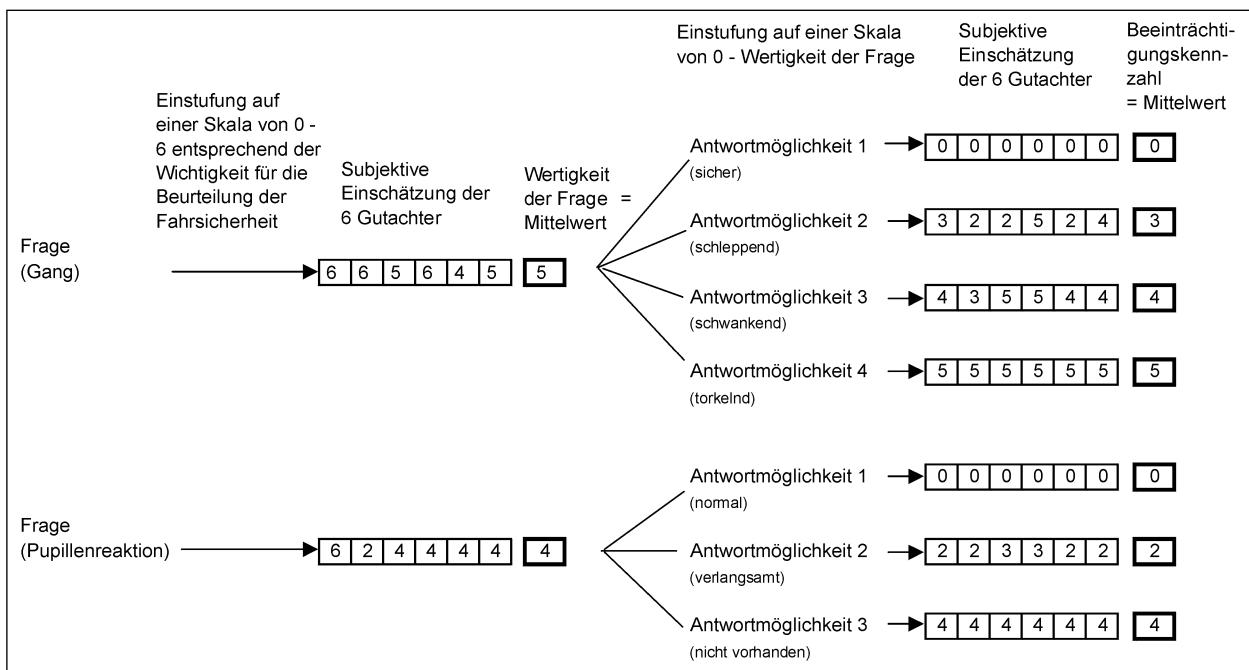 Einstufung auf einer Skala
von 0 - Wertigkeit der Frage
Subjektive
Einschätzung
der 6 Gutachter
Beeinträchti-
gungskenn-
zahl
= Mittelwert
Einstufung auf
einer Skala von 0 -
6 entsprechend der
Wichtigkeit für die
Beurteilung der
Fahrsicherheit
Subjektive
Einschätzung der
6 Gutachter
Wertigkeit
der Frage =
Mittelwert
Frage
(Gang)
6 6 5 6 4 5 5
Antwortmöglichkeit 1 0 0 0 0 0 0 0
(sicher)
Antwortmöglichkeit 2 3 2 2 5 2 4 3
(schleppend)
Antwortmöglichkeit 3 4 3 5 5 4 4 4
(schwankend)
Antwortmöglichkeit 4 5 5 5 5 5 5 5
(torkelnd)
Frage
(Pupillenreaktion)
6 2 4 4 4 4 4
Antwortmöglichkeit 1 0 0 0 0 0 0 0
(normal)
Antwortmöglichkeit 2 2 2 3 3 2 2 2
(verlangsamt)
Antwortmöglichkeit 3 4 4 4 4 4 4 4
(nicht vorhanden)